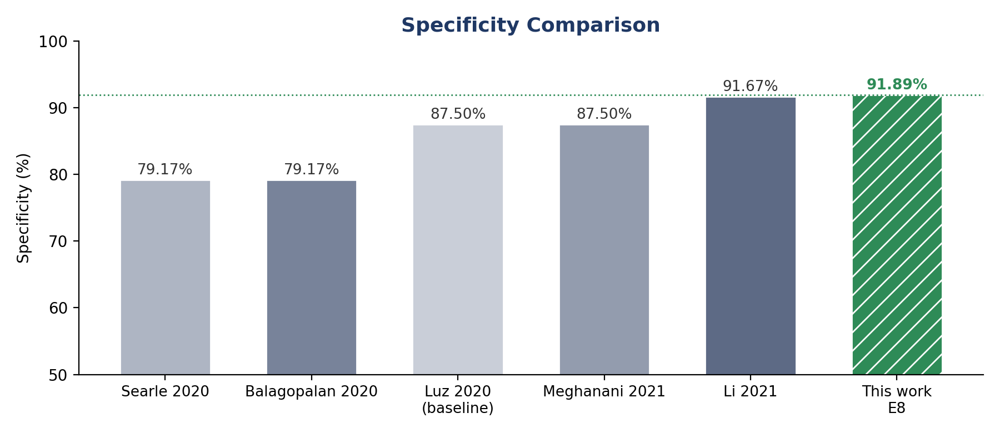 Specificity Comparison
Specificity (%)
100
90
80
70
60
50
79.17%
79.17%
87.50%
87.50%
91.67%
91.89%
Searle 2020
Balagopalan 2020
Luz 2020
(baseline)
Meghanani 2021
Li 2021
This work
E8